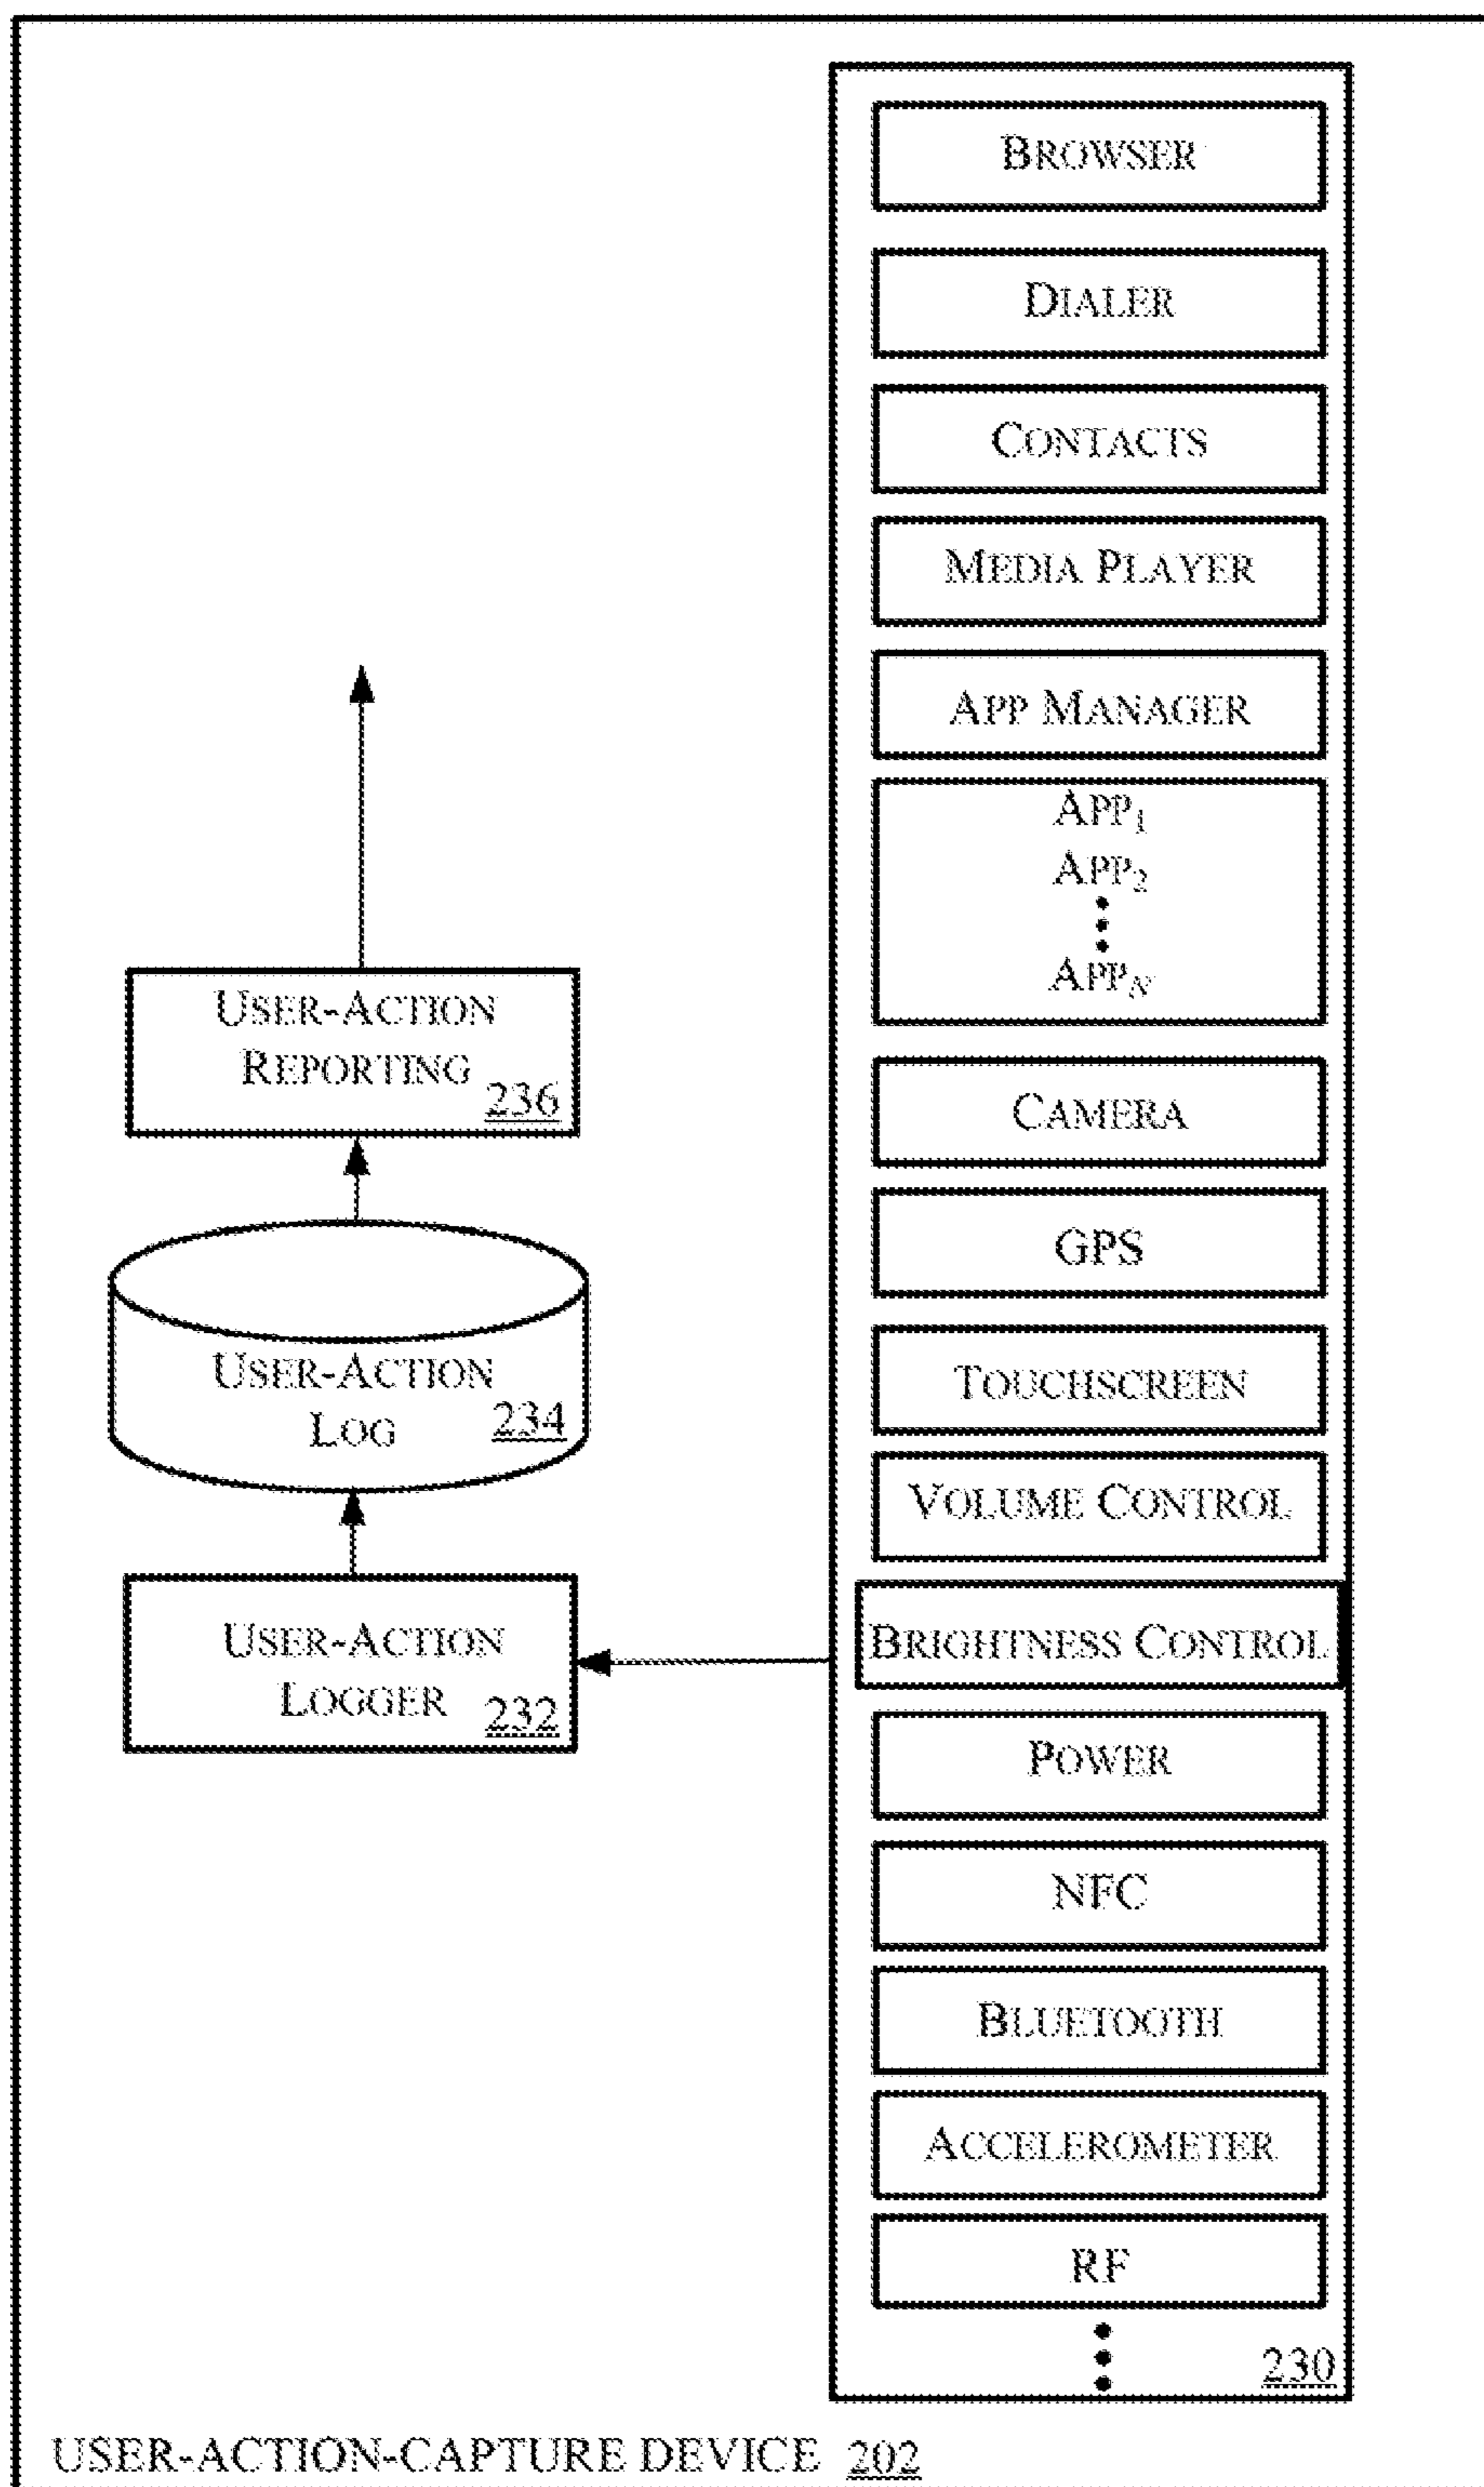 BROWSER
DIALER
CONTACTS
MEDIA PLAYER
APP MANAGER
APP1
APP2
APPN
CAMERA
GPS
TOUCHSCREEN
VOLUME CONTROL
BRIGHTNESS CONTROL
POWER
NFC
BLUETOOTH
ACCELEROMETER
RF
230
USER-ACTION
REPORTING
236
USER-ACTION
LOG
234
USER-ACTION
LOGGER
232
USER-ACTION-CAPTURE DEVICE 202